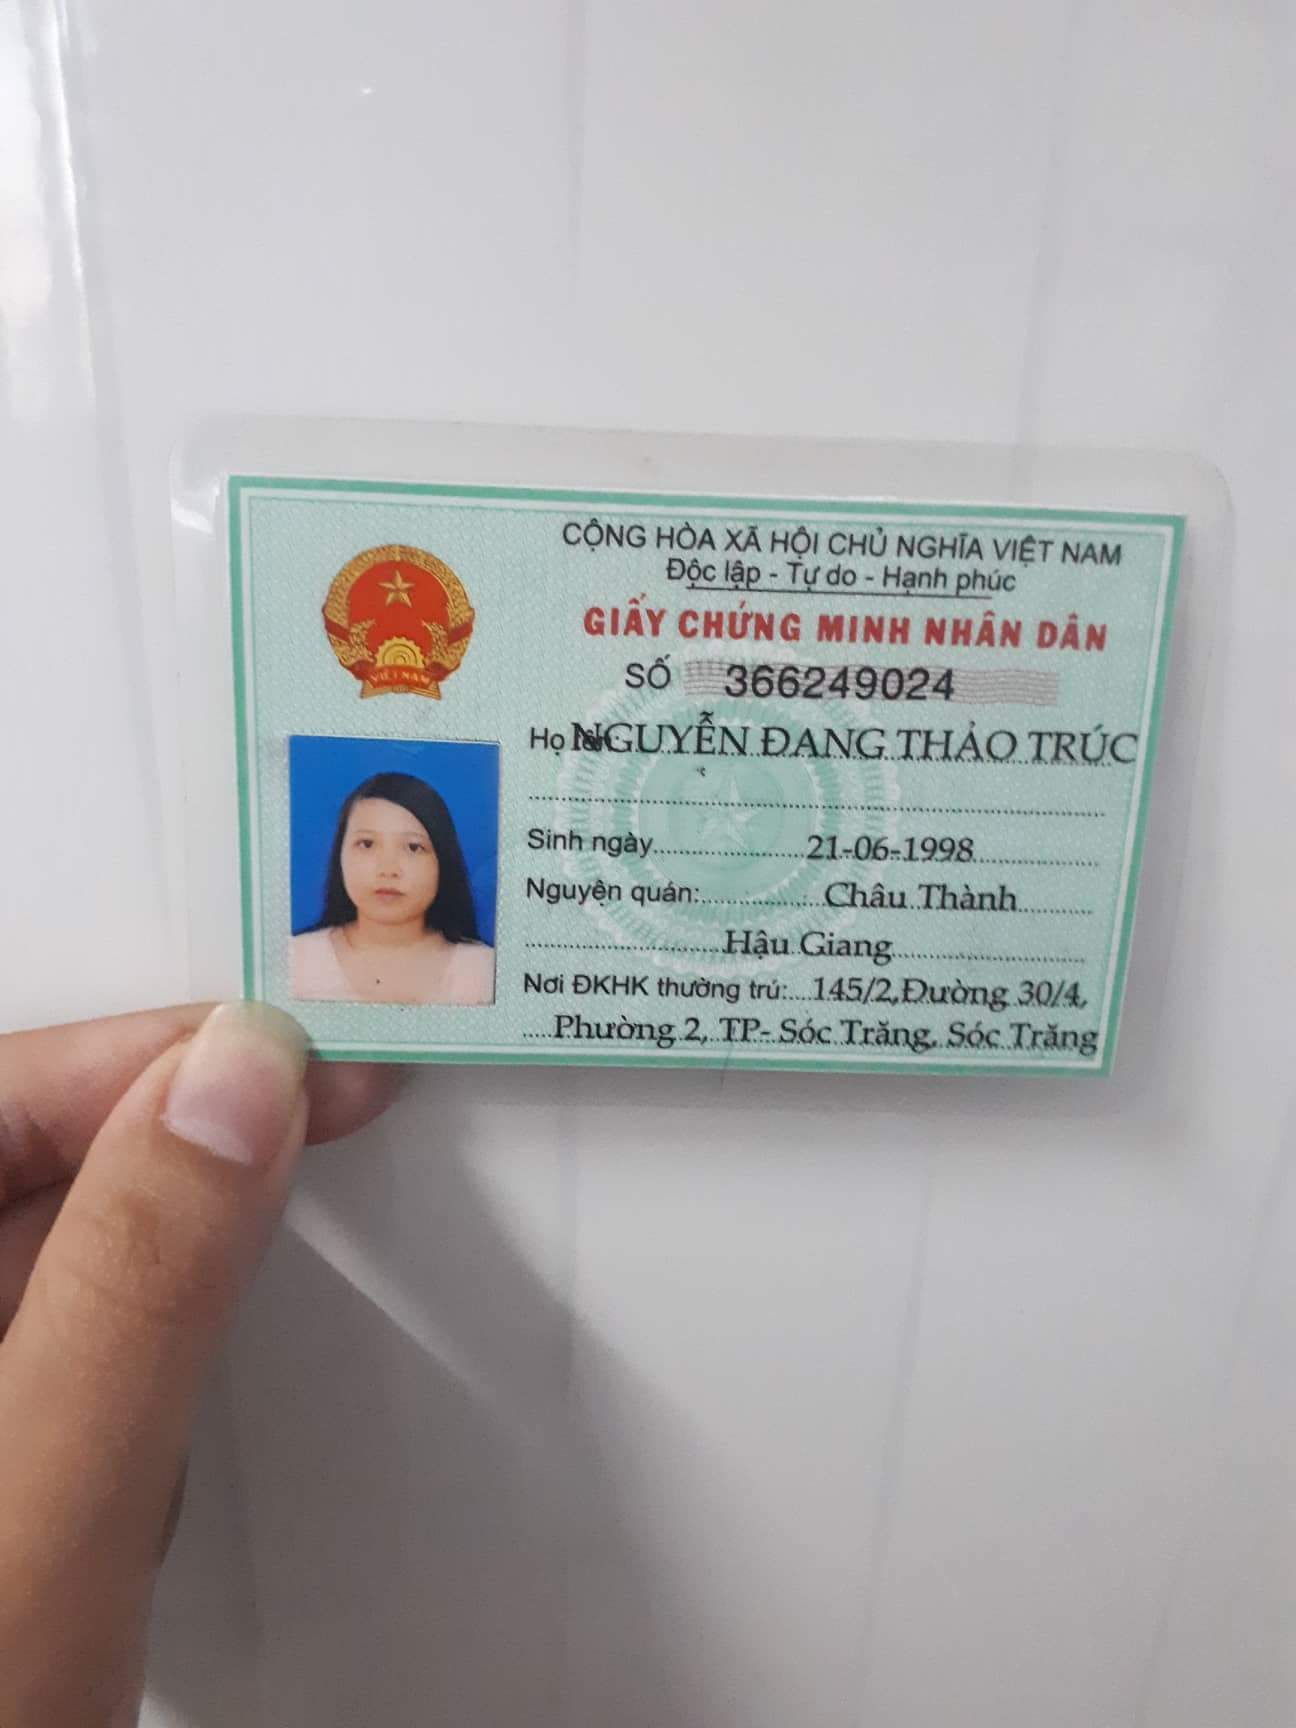 CỘNG HÒA XÃ HỘI CHỦ NGHĨA VIỆT NAM
Độc lập - Tự do - Hạnh phúc
GIẤY CHỨNG MINH NHÂN DÂN
SỐ 366249024
VIỆT NAM
Họ tên: NGUYỄN ĐANG THẢO TRÚC
Sinh ngày 21-06-1998
Nguyện quán: Châu Thành
Hậu Giang
Nơi ĐKHK thường trú: 145/2,Đường 30/4,
Phường 2, TP- Sóc Trăng, Sóc Trăng